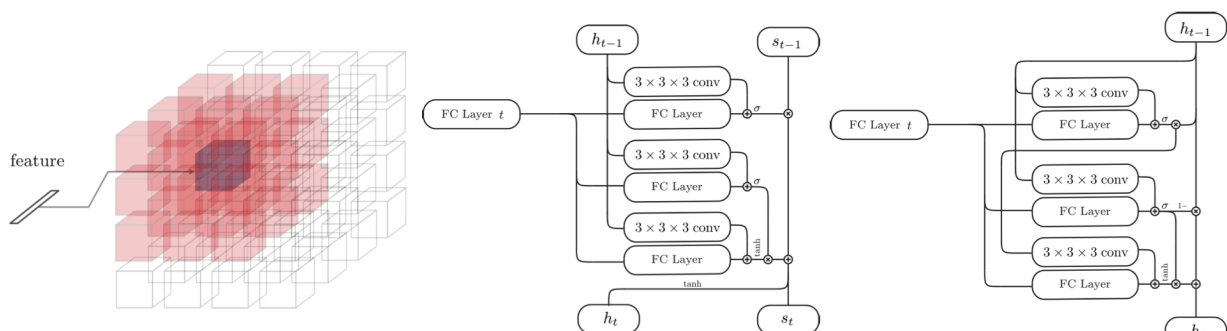 feature
h_{t−1}
s_{t−1}
3 × 3 × 3 conv
FC Layer t
FC Layer
σ
3 × 3 × 3 conv
FC Layer
σ
3 × 3 × 3 conv
FC Layer
tanh
tanh
h_t
s_t
h_{t−1}
3 × 3 × 3 conv
FC Layer t
FC Layer
σ
3 × 3 × 3 conv
FC Layer
σ
1−
3 × 3 × 3 conv
FC Layer
tanh